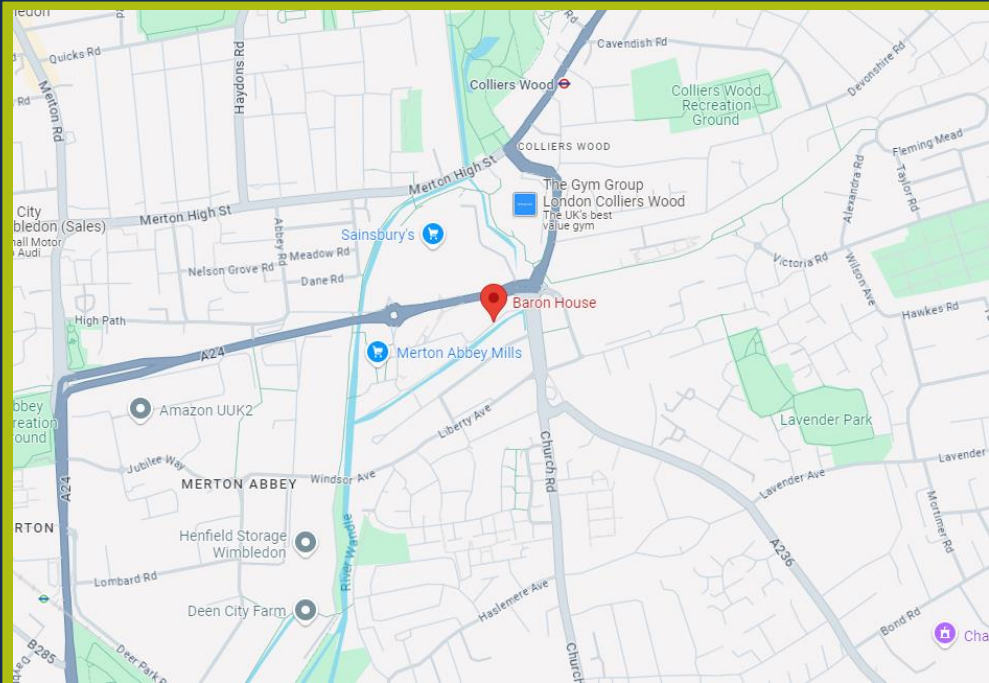 Quicks Rd
Merton Rd
Rd
Haydons Rd
Rd
Cavendish Rd
Colliers Wood
Colliers Wood
Recreation
Ground
Devonshire Rd
Fleming Mead
Taylor Rd
Alexandra Rd
COLLIERS WOOD
Merton High St
The Gym Group
London Colliers Wood
The UK's best
value gym
City
bledon (Sales)
Audi
Merton High St
Abbey Rd
Sainsbury's
Meadow Rd
Nelson Grove Rd
Dane Rd
Victoria Rd
Wilson Ave
Hawkes Rd
Baron House
High Path
A24
Merton Abbey Mills
Amazon UUK2
Liberty Ave
Lavender Park
Church Rd
Jubilee Way
Windsor Ave
MERTON ABBEY
A24
Lavender Ave
Lavender
Mortimer Rd
RTON
Henfield Storage
Wimbledon
River Wandle
A236
Lombard Rd
Deen City Farm
Haslemere Ave
Bond Rd
Cha
B285
Deer Park R
Church